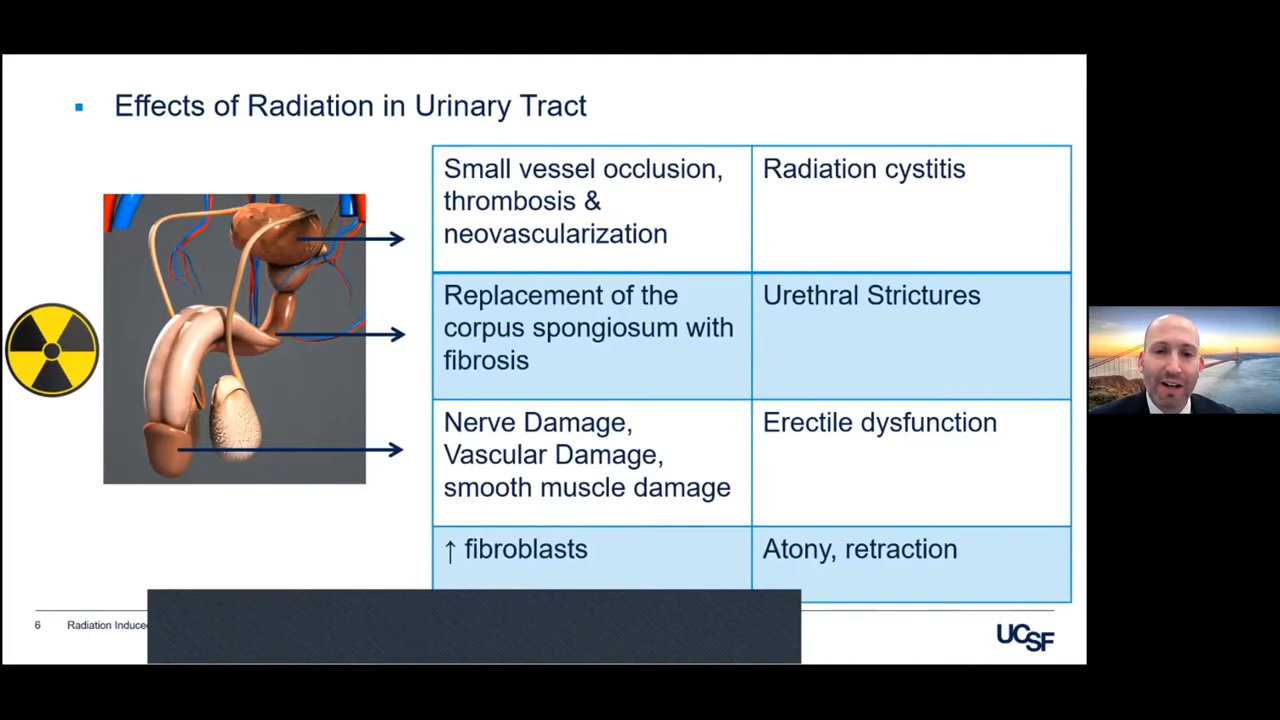 Effects of Radiation in Urinary Tract
Small vessel occlusion,
thrombosis &
neovascularization
Radiation cystitis
Replacement of the
corpus spongiosum with
fibrosis
Urethral Strictures
Nerve Damage,
Vascular Damage,
smooth muscle damage
Erectile dysfunction
↑ fibroblasts
Atony, retraction
6
Radiation Induced
UCSF